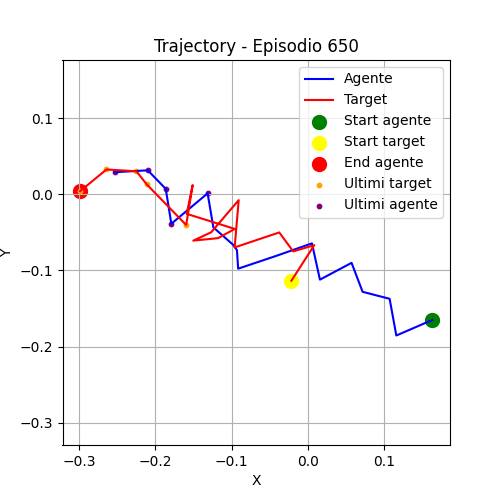 Trajectory - Episodio 650
Agente
Target
Start agente
Start target
End agente
Ultimi target
Ultimi agente
0.1
0.0
−0.1
−0.2
−0.3
Y
−0.3
−0.2
−0.1
0.0
0.1
X